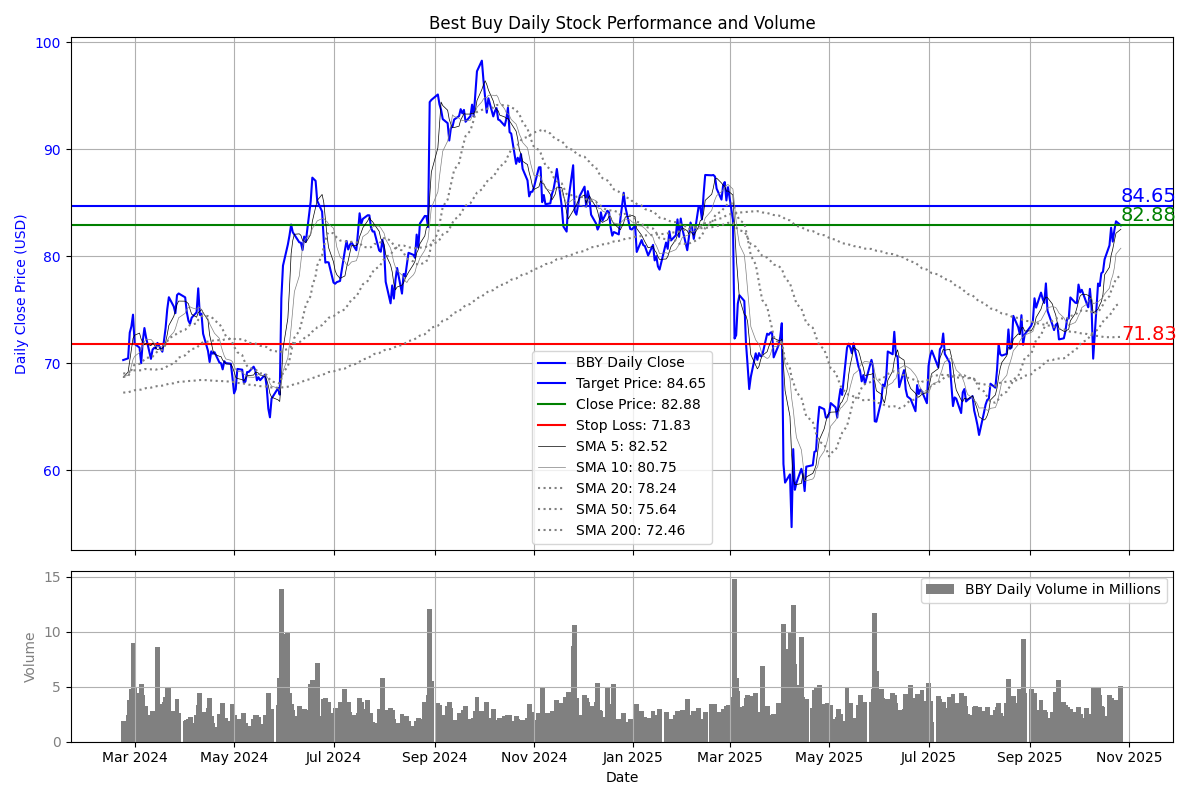 Best Buy Daily Stock Performance and Volume
Daily Close Price (USD)
100
90
80
70
60
84.65
82.88
71.83
BBY Daily Close
Target Price: 84.65
Close Price: 82.88
Stop Loss: 71.83
SMA 5: 82.52
SMA 10: 80.75
SMA 20: 78.24
SMA 50: 75.64
SMA 200: 72.46
Volume
15
10
5
0
BBY Daily Volume in Millions
Mar 2024 May 2024 Jul 2024 Sep 2024 Nov 2024 Jan 2025 Mar 2025 May 2025 Jul 2025 Sep 2025 Nov 2025
Date